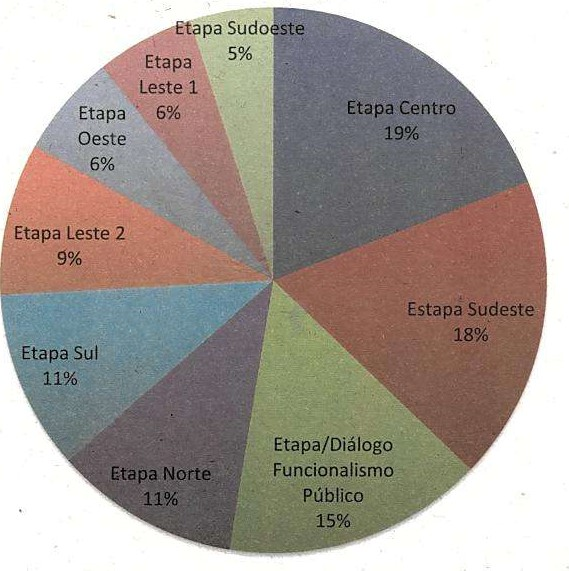 Etapa Sudoeste
5%
Etapa Centro
19%
Estapa Sudeste
18%
Etapa/Diálogo
Funcionalismo
Público
15%
Etapa Norte
11%
Etapa Sul
11%
Etapa Leste 2
9%
Etapa
Oeste
6%
Etapa
Leste 1
6%